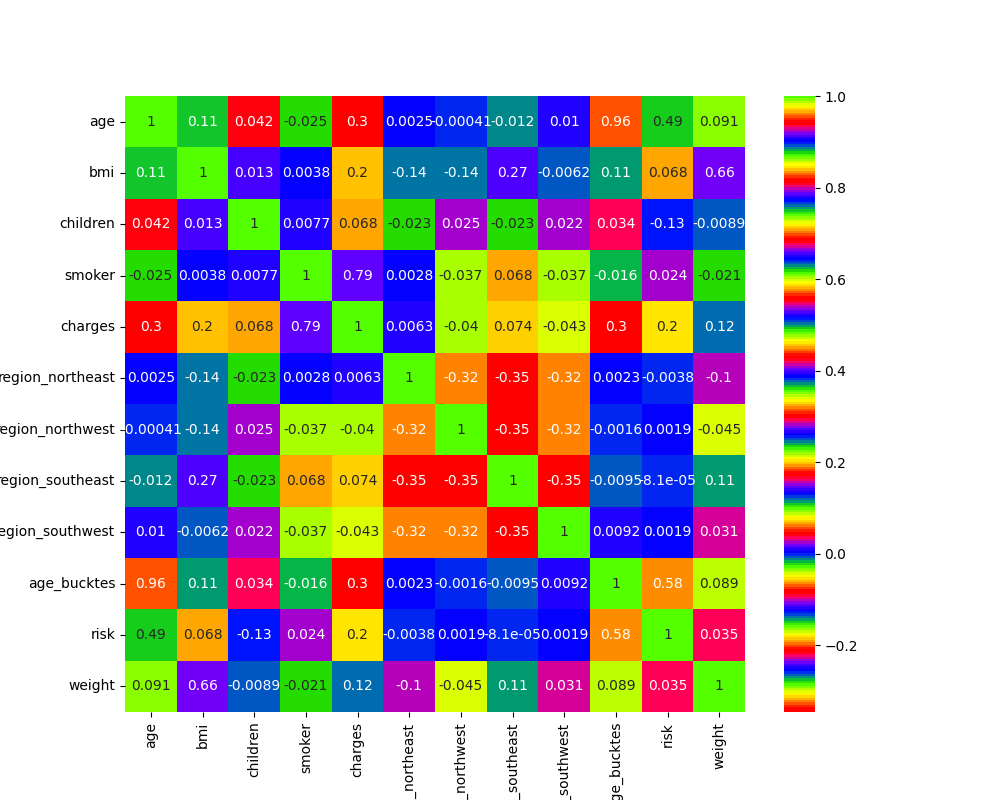 age 1 0.11 0.042 -0.025 0.3 0.0025 -0.00041 -0.012 0.01 0.96 0.49 0.091
bmi 0.11 1 0.013 0.0038 0.2 -0.14 -0.14 0.27 -0.0062 0.11 0.068 0.66
children 0.042 0.013 1 0.0077 0.068 -0.023 0.025 -0.023 0.022 0.034 -0.13 -0.0089
smoker -0.025 0.0038 0.0077 1 0.79 0.0028 -0.037 0.068 -0.037 -0.016 0.024 -0.021
charges 0.3 0.2 0.068 0.79 1 0.0063 -0.04 0.074 -0.043 0.3 0.2 0.12
region_northeast 0.0025 -0.14 -0.023 0.0028 0.0063 1 -0.32 -0.35 -0.32 0.0023 -0.0038 -0.1
egion_northwest -0.00041 -0.14 0.025 -0.037 -0.04 -0.32 1 -0.35 -0.32 -0.0016 0.0019 -0.045
egion_southeast -0.012 0.27 -0.023 0.068 0.074 -0.35 -0.35 1 -0.35 -0.0095 -8.1e-05 0.11
egion_southwest 0.01 -0.0062 0.022 -0.037 -0.043 -0.32 -0.32 -0.35 1 0.0092 0.0019 0.031
age_bucktes 0.96 0.11 0.034 -0.016 0.3 0.0023 -0.0016 -0.0095 0.0092 1 0.58 0.089
risk 0.49 0.068 -0.13 0.024 0.2 -0.0038 0.0019 -8.1e-05 0.0019 0.58 1 0.035
weight 0.091 0.66 -0.0089 -0.021 0.12 -0.1 -0.045 0.11 0.031 0.089 0.035 1
age
bmi
children
smoker
charges
_northeast
_northwest
_southeast
_southwest
ge_bucktes
risk
weight
1.0
0.8
0.6
0.4
0.2
0.0
−0.2